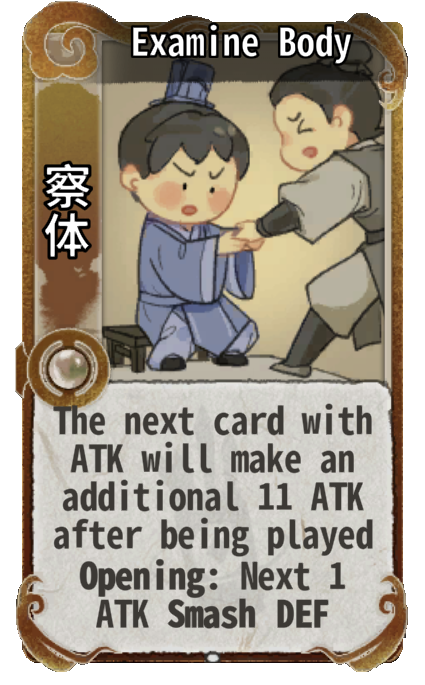 Examine Body
察
体
The next card with
ATK will make an
additional 11 ATK
after being played
Opening: Next 1
ATK Smash DEF